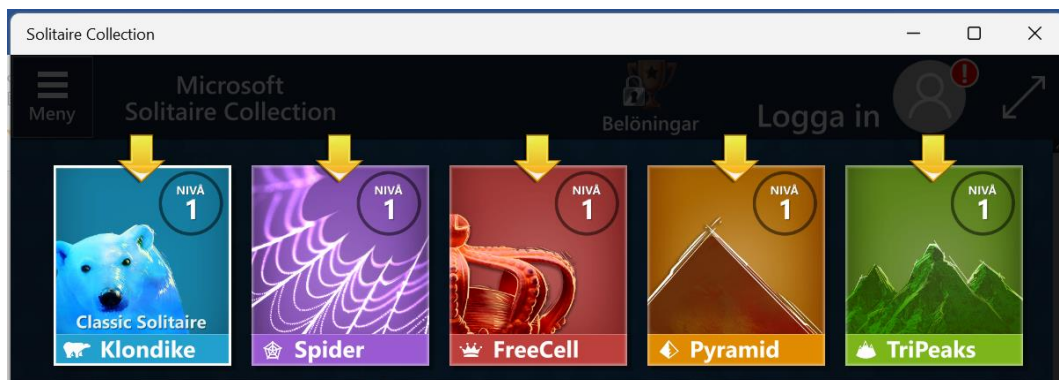 Solitaire Collection
Meny
Microsoft
Solitaire Collection
Belöningar
Logga in
!
NIVÅ
1
Classic Solitaire
Klondike
NIVÅ
1
Spider
NIVÅ
1
FreeCell
NIVÅ
1
Pyramid
NIVÅ
1
TriPeaks